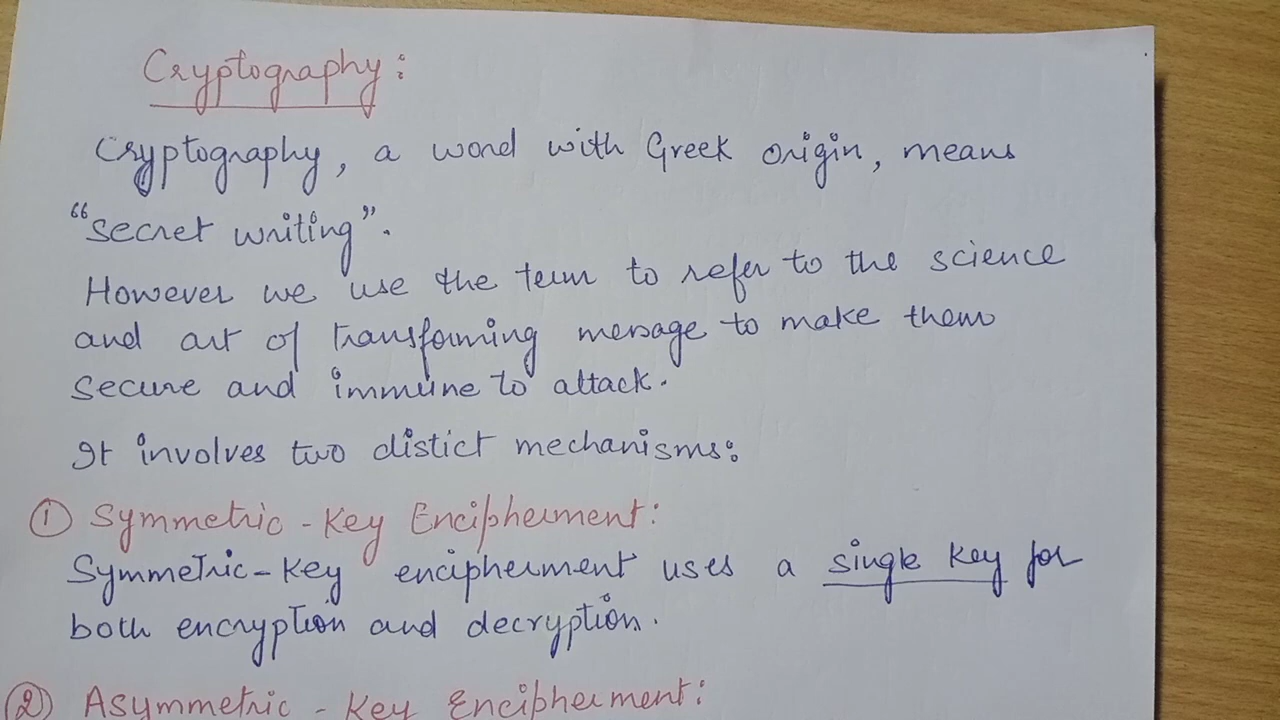 Cryptography:
Cryptography, a word with Greek origin, means
"secret writing".
However we use the term to refer to the science
and art of transforming message to make them
secure and immune to attack.
It involves two distict mechanisms:
① Symmetric-Key Encipherment:
Symmetric-Key encipherment uses a single key for
both encryption and decryption.
② Asymmetric-Key Encipherment: